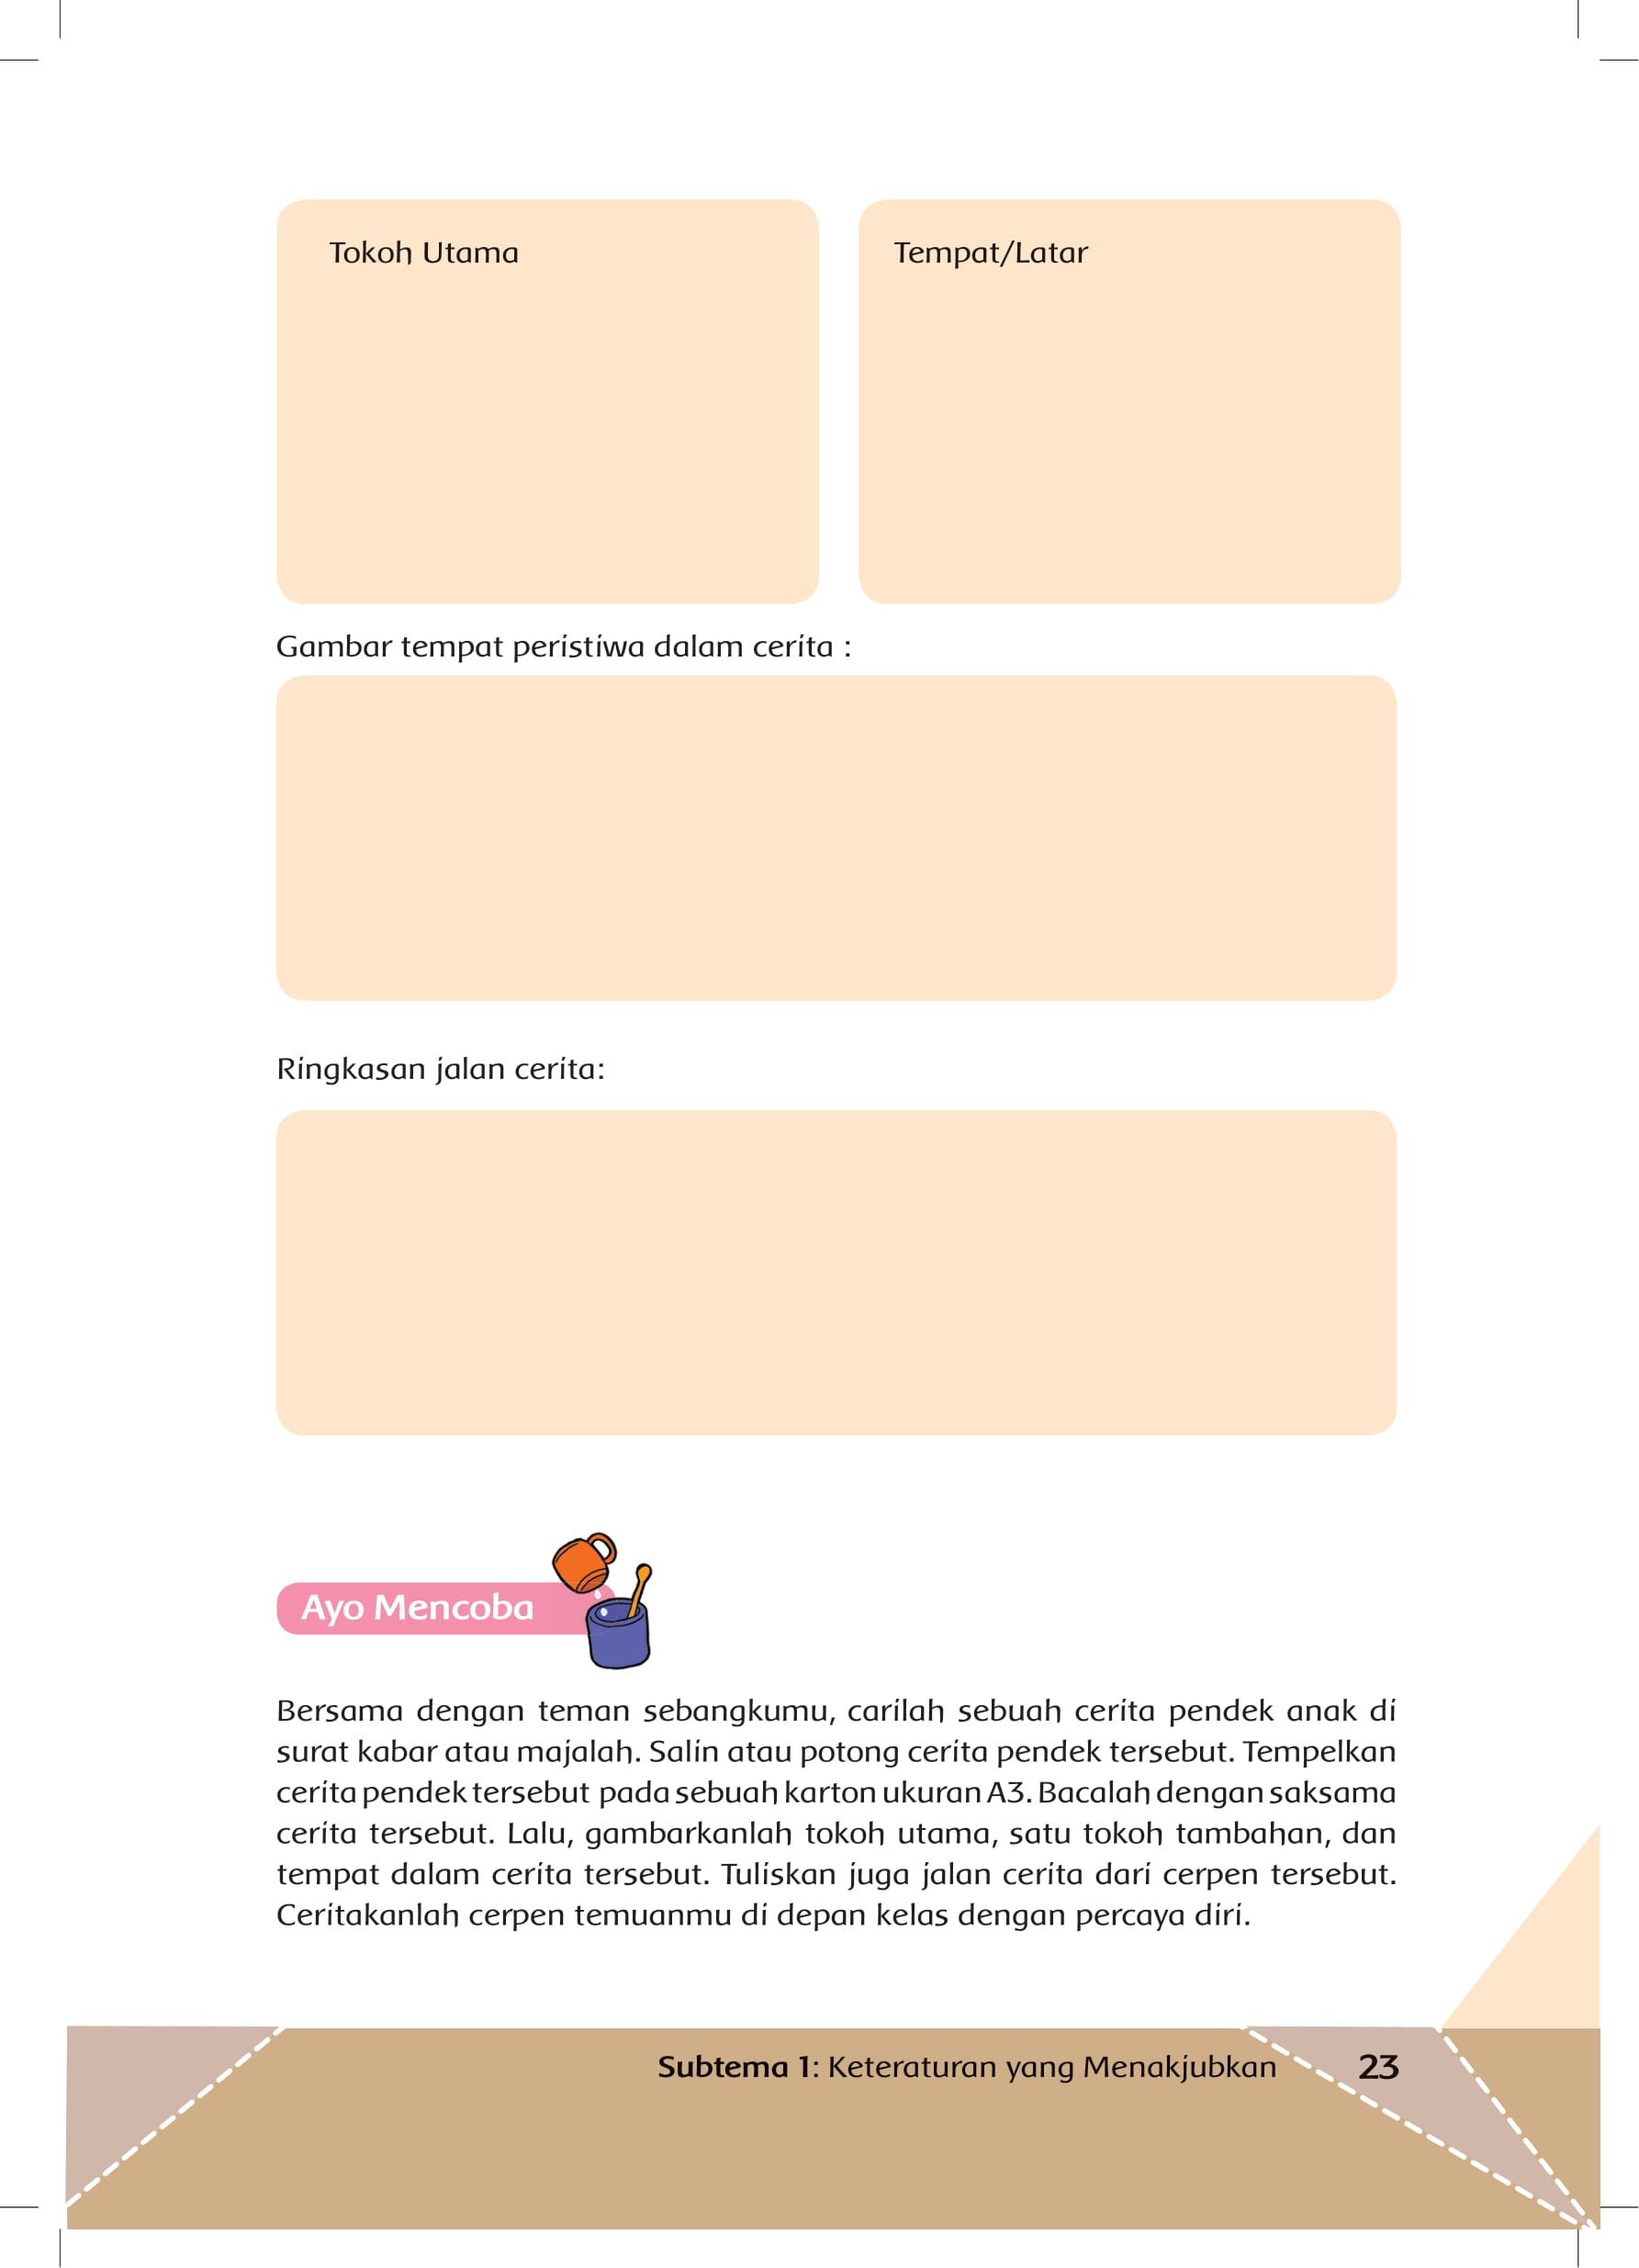 Tokoh Utama
Tempat/Latar
Gambar tempat peristiwa dalam cerita :
Ringkasan jalan cerita:
Ayo Mencoba
Bersama dengan teman sebangkumu, carilah sebuah cerita pendek anak di
surat kabar atau majalah. Salin atau potong cerita pendek tersebut. Tempelkan
cerita pendek tersebut pada sebuah karton ukuran A3. Bacalah dengan saksama
cerita tersebut. Lalu, gambarkanlah tokoh utama, satu tokoh tambahan, dan
tempat dalam cerita tersebut. Tuliskan juga jalan cerita dari cerpen tersebut.
Ceritakanlah cerpen temuanmu di depan kelas dengan percaya diri.
Subtema 1: Keteraturan yang Menakjubkan 23